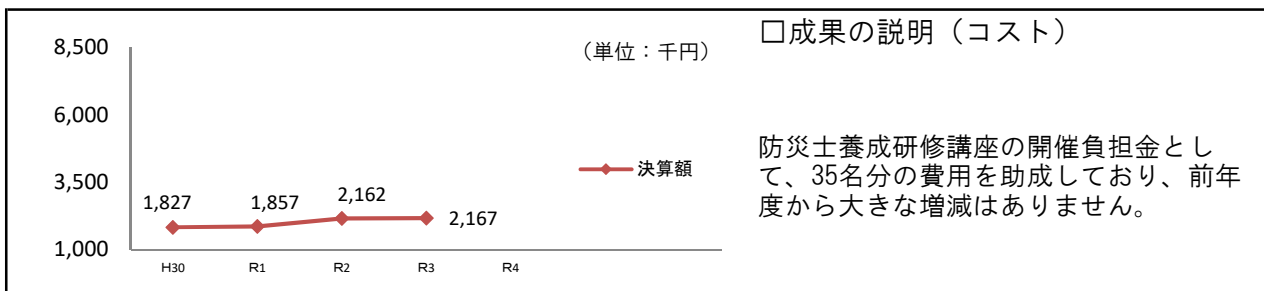 8,500
6,000
3,500
1,000
（単位：千円）
1,827
1,857
2,162
2,167
決算額
H30
R1
R2
R3
R4
□成果の説明（コスト）
防災士養成研修講座の開催負担金とし
て、35名分の費用を助成しており、前年
度から大きな増減はありません。